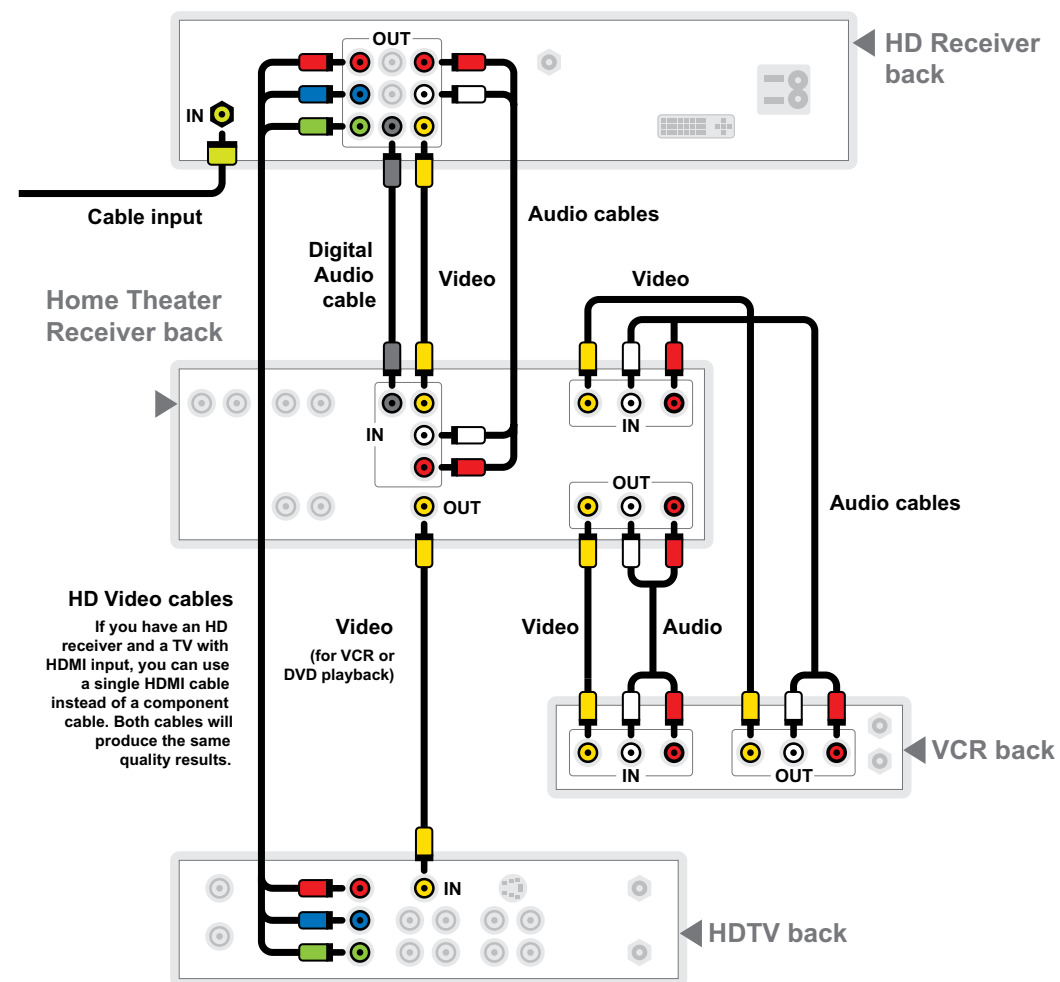 OUT
HD Receiver
back
IN
Cable input
Audio cables
Digital
Audio
cable
Video
Video
Home Theater
Receiver back
IN
IN
OUT
OUT
Audio cables
HD Video cables
If you have an HD
receiver and a TV with
HDMI input, you can use
a single HDMI cable
instead of a component
cable. Both cables will
produce the same
quality results.
Video
(for VCR or
DVD playback)
Video
Audio
IN
OUT
VCR back
IN
HDTV back